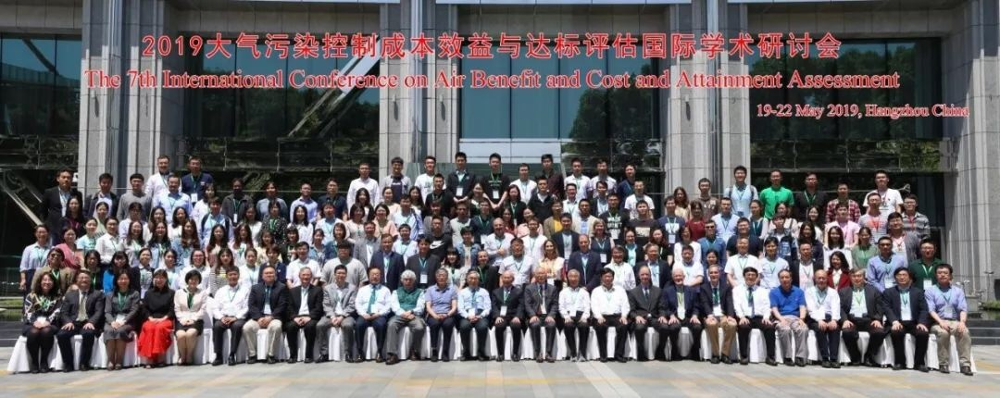 2019大气污染控制成本效益与达标评估国际学术研讨会
The 7th International Conference on Air Benefit and Cost and Attainment Assessment
19-22 May 2019, Hangzhou China